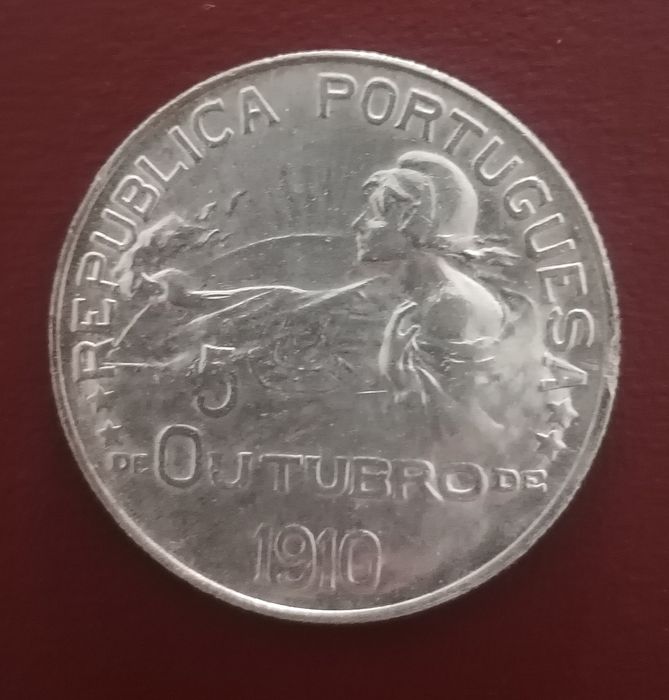 REPUBLICA PORTUGUESA
5
DE OUTUBRO DE
1910